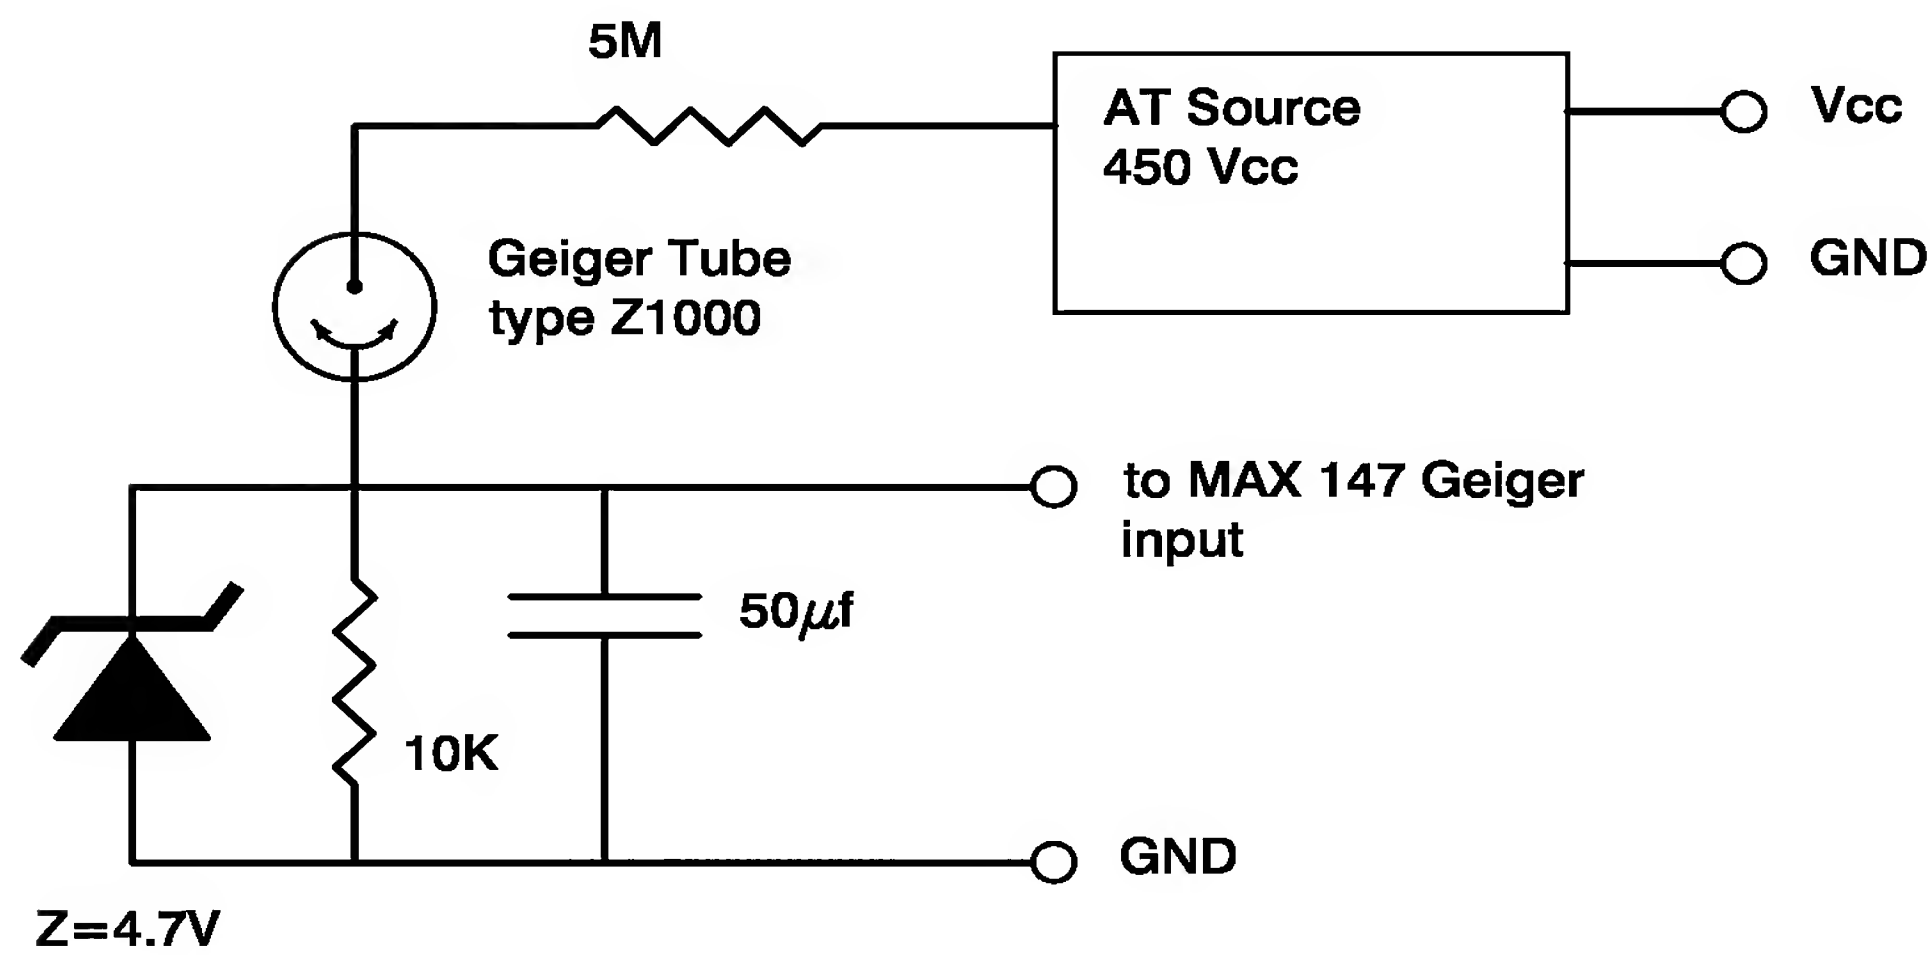 5M
AT Source
450 Vcc
Vcc
GND
Geiger Tube
type Z1000
to MAX 147 Geiger
input
50µf
10K
GND
Z=4.7V